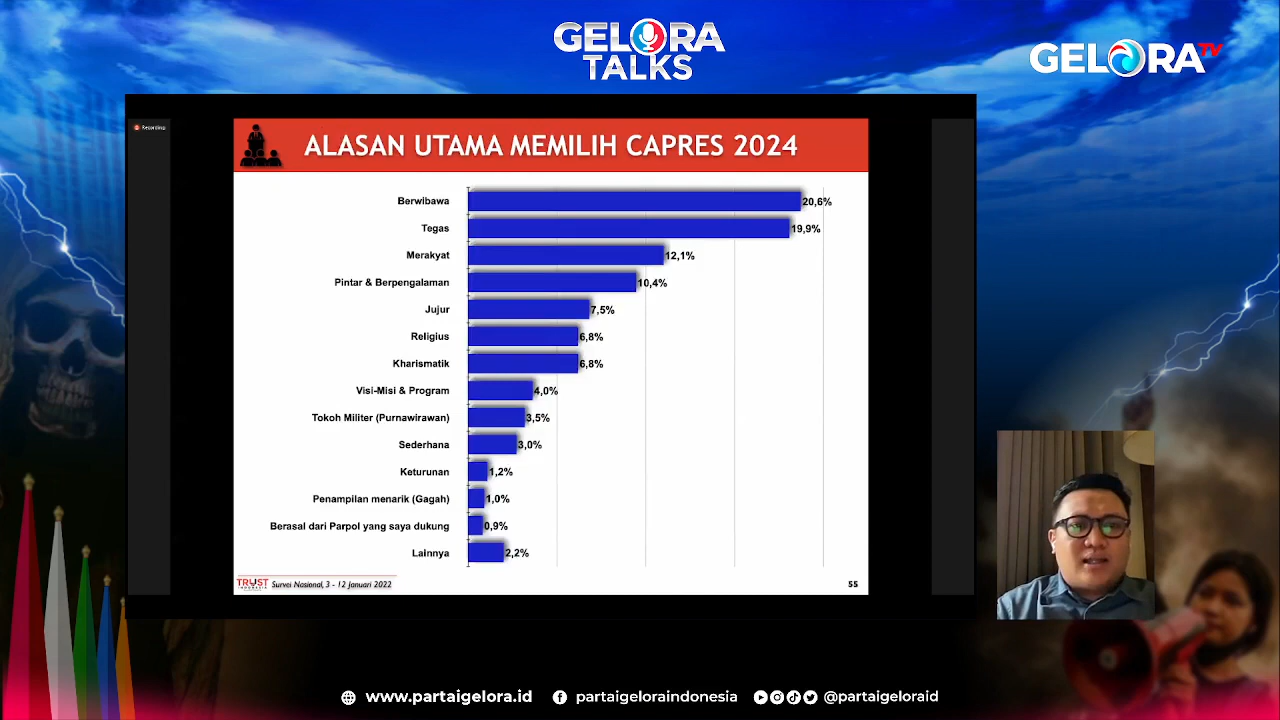 GELORA
TALKS
GELORA TV
Recording
ALASAN UTAMA MEMILIH CAPRES 2024
Berwibawa 20,6%
Tegas 19,9%
Merakyat 12,1%
Pintar & Berpengalaman 10,4%
Jujur 7,5%
Religius 6,8%
Kharismatik 6,8%
Visi-Misi & Program 4,0%
Tokoh Militer (Purnawirawan) 3,5%
Sederhana 3,0%
Keturunan 1,2%
Penampilan menarik (Gagah) 1,0%
Berasal dari Parpol yang saya dukung 0,9%
Lainnya 2,2%
TRUST
INDONESIA
Survei Nasional, 3 - 12 Januari 2022
55
www.partaigelora.id partaigeloraindonesia @partaigeloraid